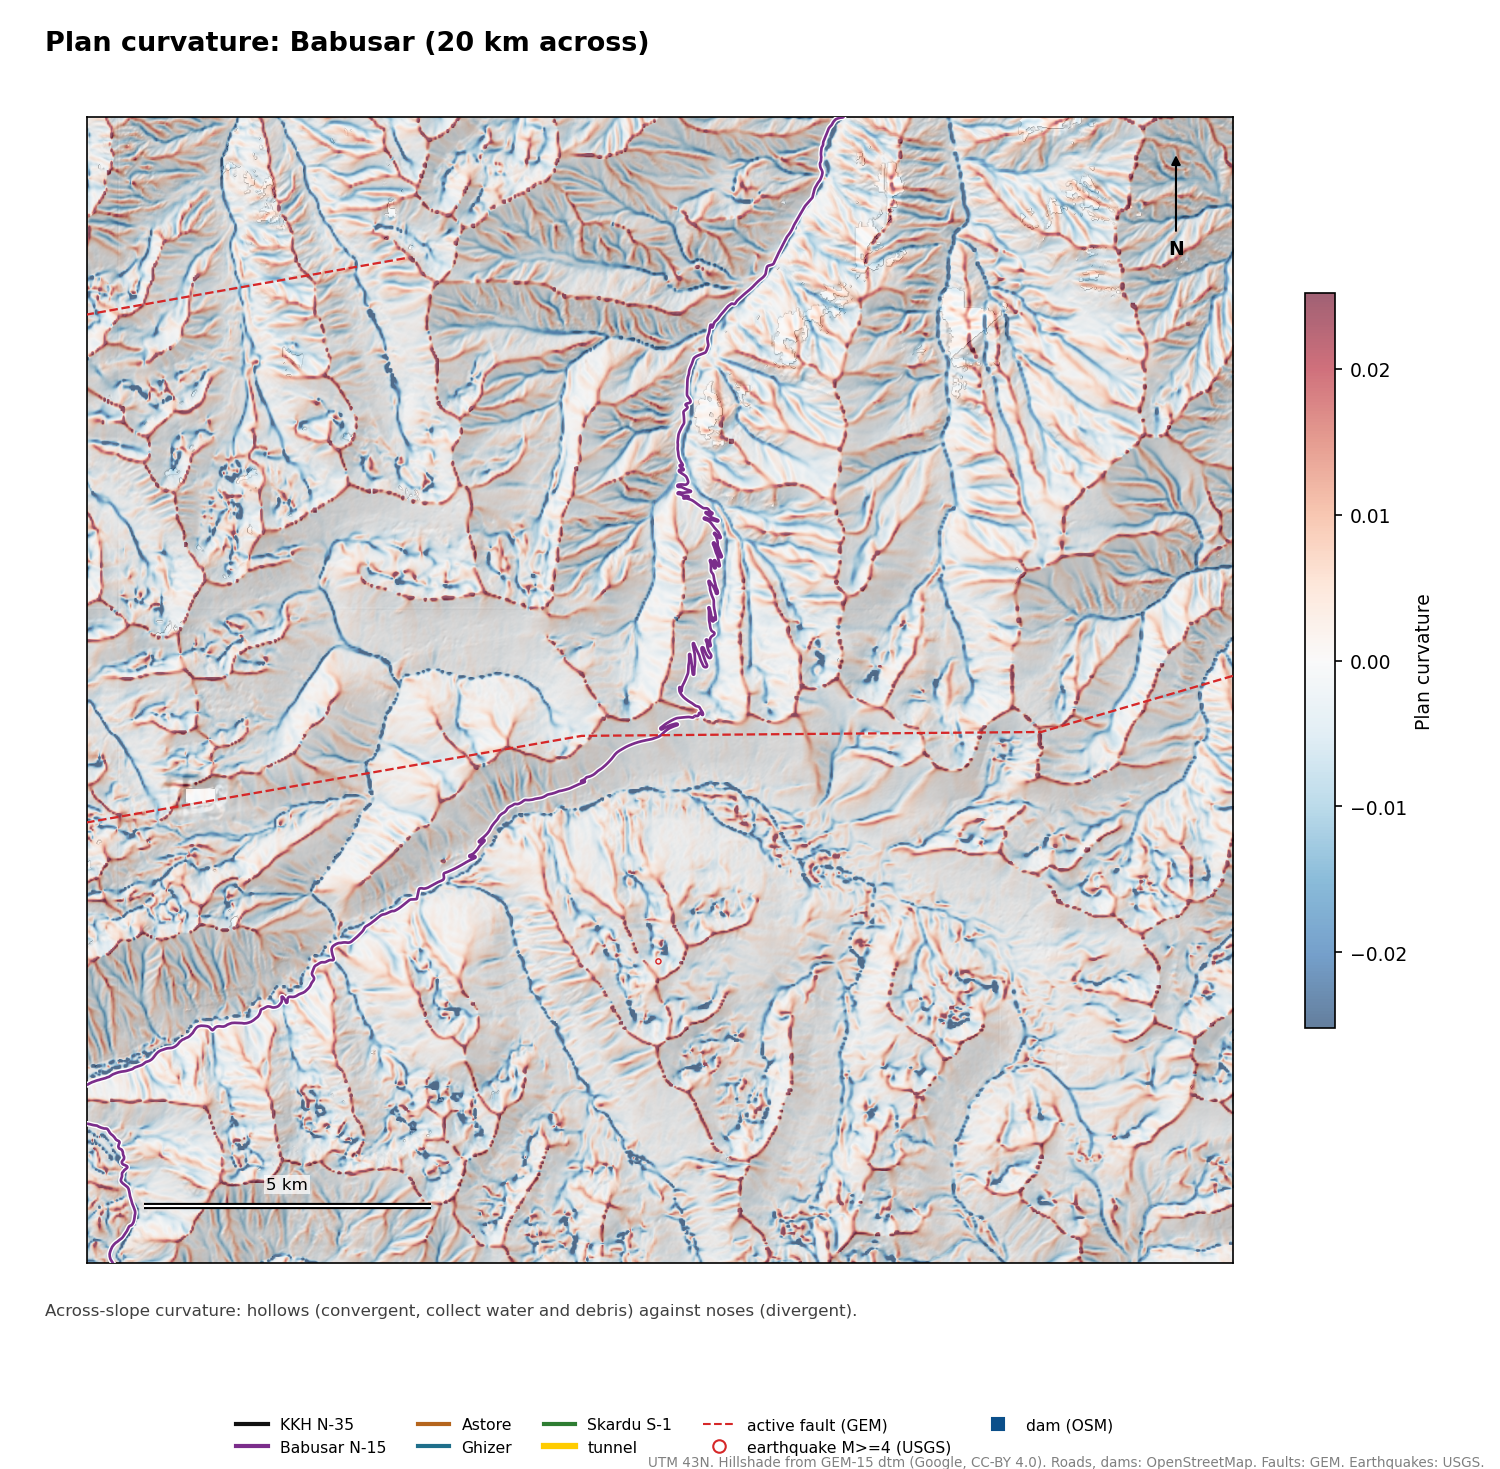 Plan curvature: Babusar (20 km across)
N
0.02
0.01
0.00
−0.01
−0.02
Plan curvature
5 km
Across-slope curvature: hollows (convergent, collect water and debris) against noses (divergent).
KKH N-35
Astore
Skardu S-1
active fault (GEM)
dam (OSM)
Babusar N-15
Ghizer
tunnel
earthquake M>=4 (USGS)
UTM 43N. Hillshade from GEM-15 dtm (Google, CC-BY 4.0). Roads, dams: OpenStreetMap. Faults: GEM. Earthquakes: USGS.